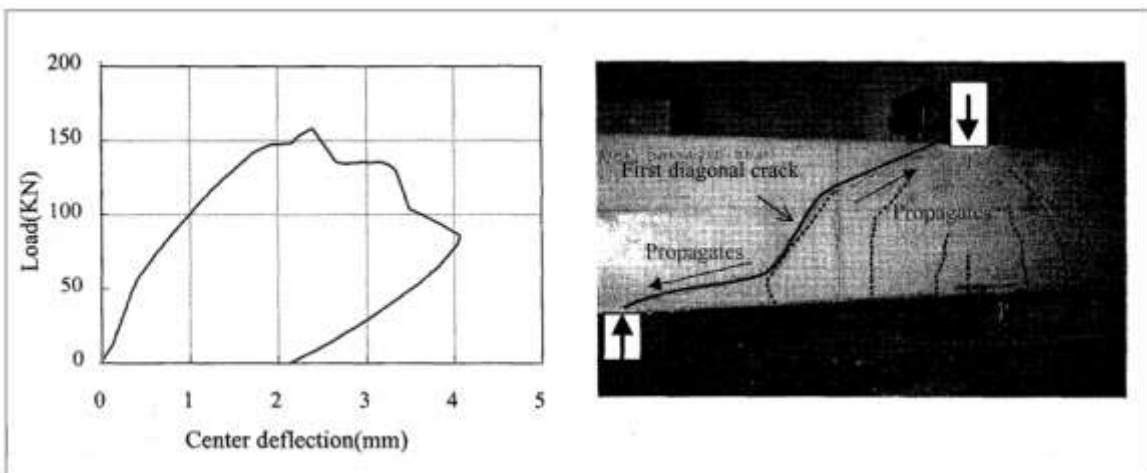 200
150
100
50
0
Load(KN)
0 1 2 3 4 5
Center deflection(mm)
First diagonal crack
Propagates
Propagates